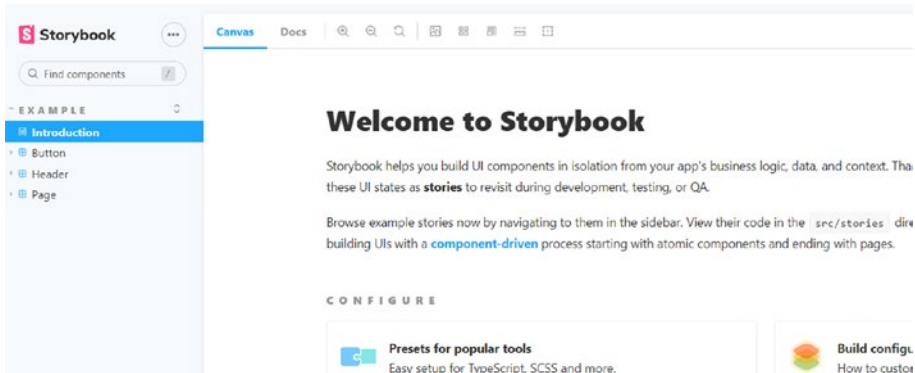 Storybook
Canvas
Docs
Find components
/
EXAMPLE
Introduction
Button
Header
Page
Welcome to Storybook
Storybook helps you build UI components in isolation from your app's business logic, data, and context. Tha
these UI states as stories to revisit during development, testing, or QA.
Browse example stories now by navigating to them in the sidebar. View their code in the src/stories dire
building UIs with a component-driven process starting with atomic components and ending with pages.
CONFIGURE
Presets for popular tools
Easy setup for TypeScript, SCSS and more.
Build configu
How to custom